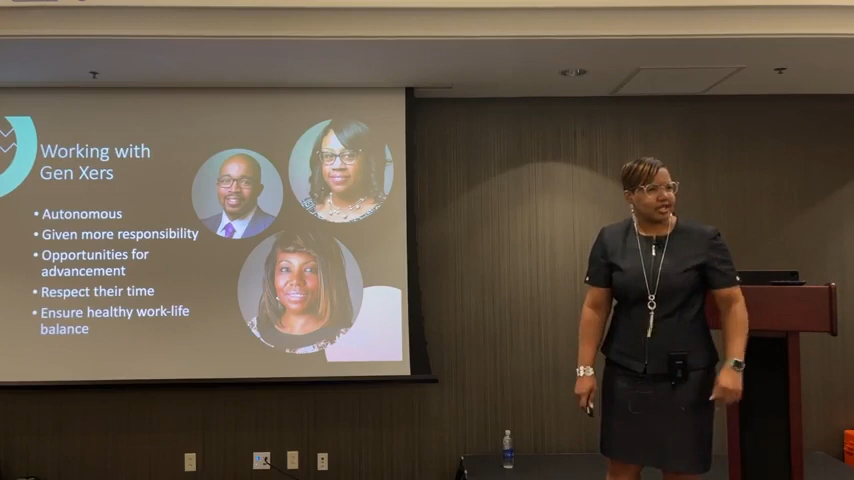 Working with
Gen Xers
• Autonomous
• Given more responsibility
• Opportunities for
advancement
• Respect their time
• Ensure healthy work-life
balance